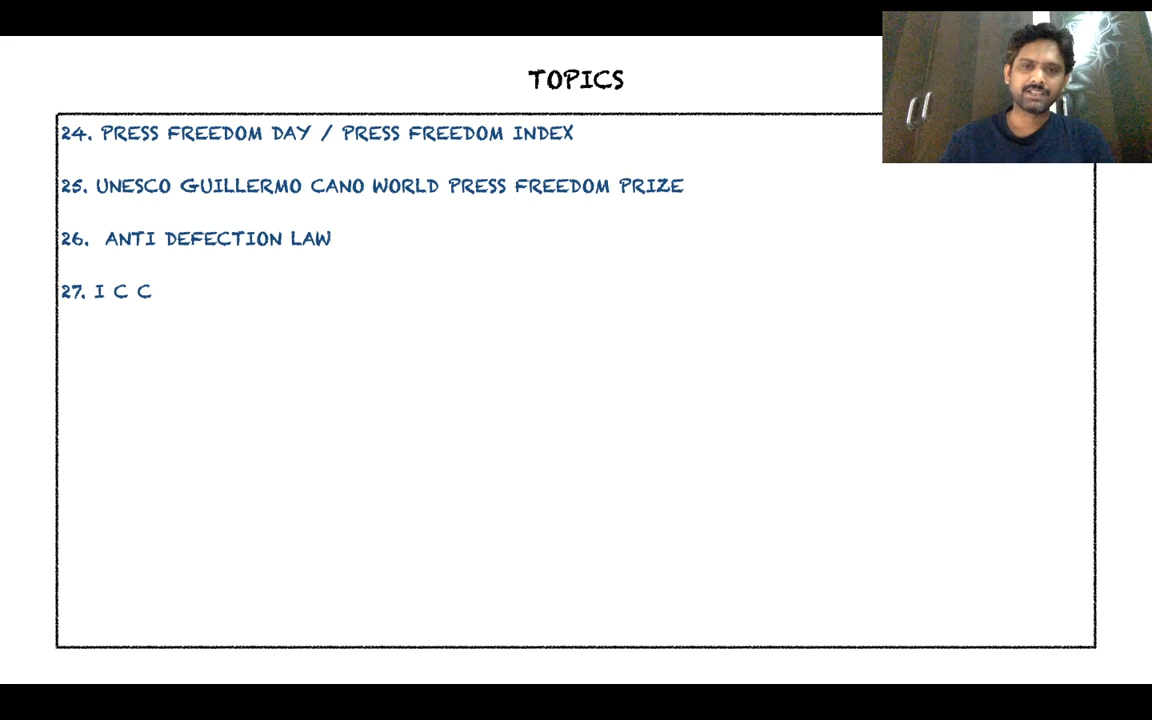 TOPICS
24. PRESS FREEDOM DAY / PRESS FREEDOM INDEX
25. UNESCO GUILLERMO CANO WORLD PRESS FREEDOM PRIZE
26. ANTI DEFECTION LAW
27. I C C